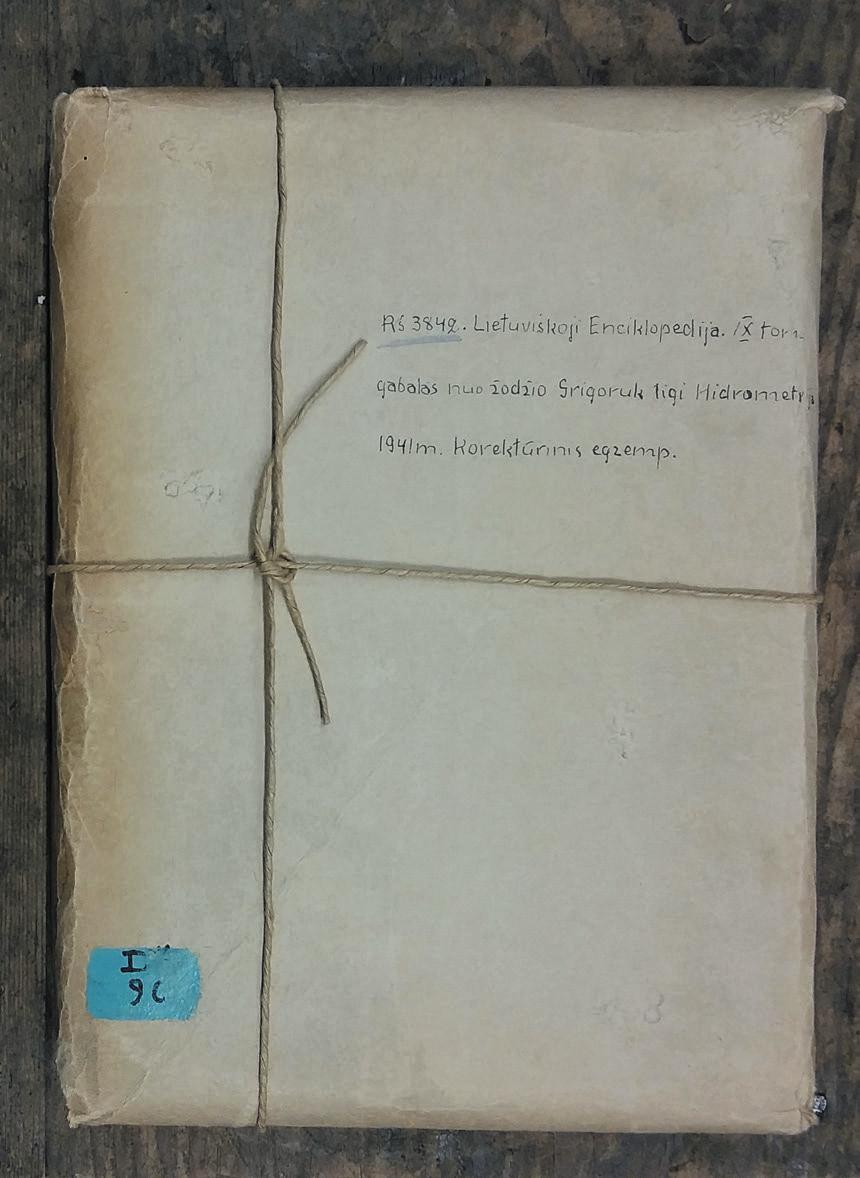 RŠ 3842. Lietuviškoji Enciklopedija. IX tom.
gabalas nuo žodžio Grigoruk ligi Hidrometr
1941m. Korektūrinis egzemp.
I